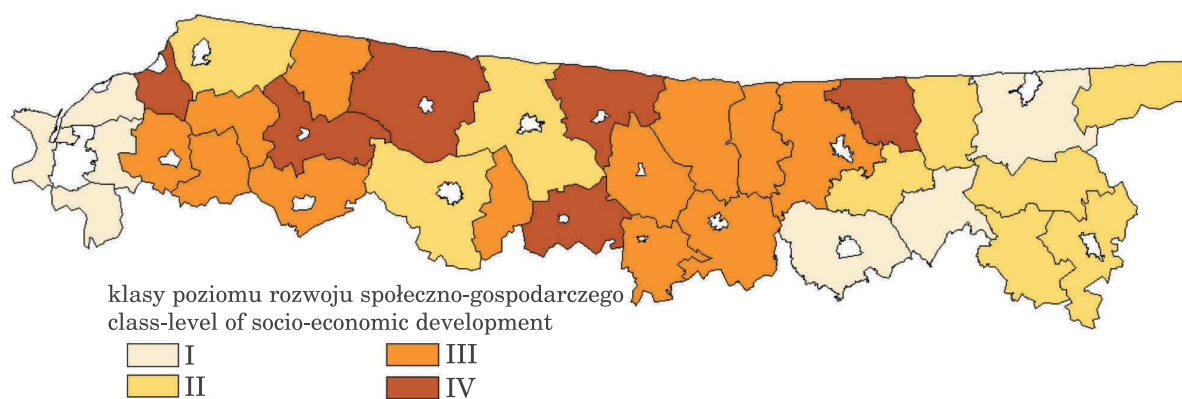 klasy poziomu rozwoju społeczno-gospodarczego
class-level of socio-economic development
I
III
II
IV